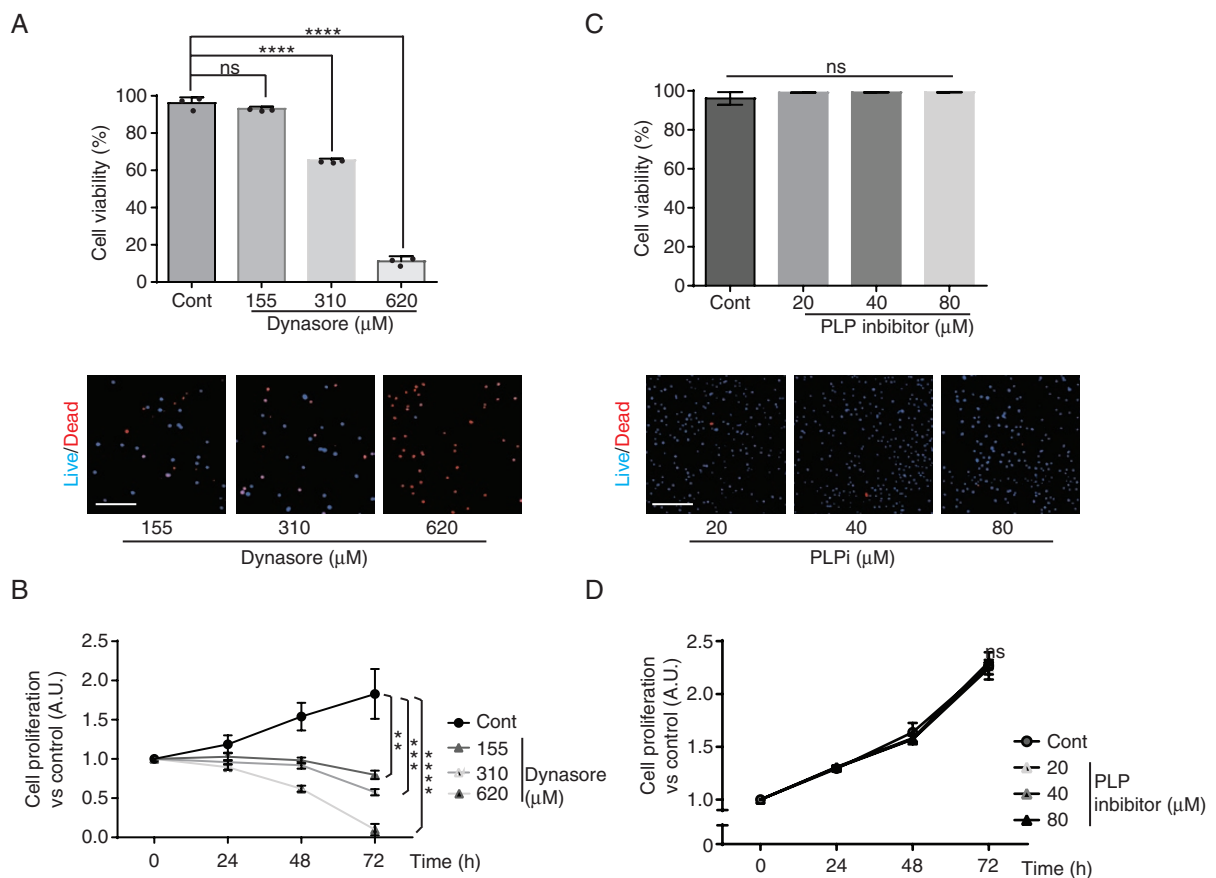 A
****
****
ns
100
80
60
40
20
0
Cell viability (%)
Cont
155
310
620
Dynasore (μM)
Live/Dead
155
310
620
Dynasore (μM)
B
2.5
2.0
1.5
1.0
0.5
0.0
Cell proliferation
vs control (A.U.)
0
24
48
72
Time (h)
**
***
****
Cont
155
310
620
Dynasore
(μM)
C
ns
100
80
60
40
20
0
Cell viability (%)
Cont
20
40
80
PLP inbibitor (μM)
Live/Dead
20
40
80
PLPi (μM)
D
2.5
2.0
1.5
1.0
0
Cell proliferation
vs control (A.U.)
ns
0
24
48
72
Time (h)
Cont
20
40
80
PLP
inbibitor (μM)